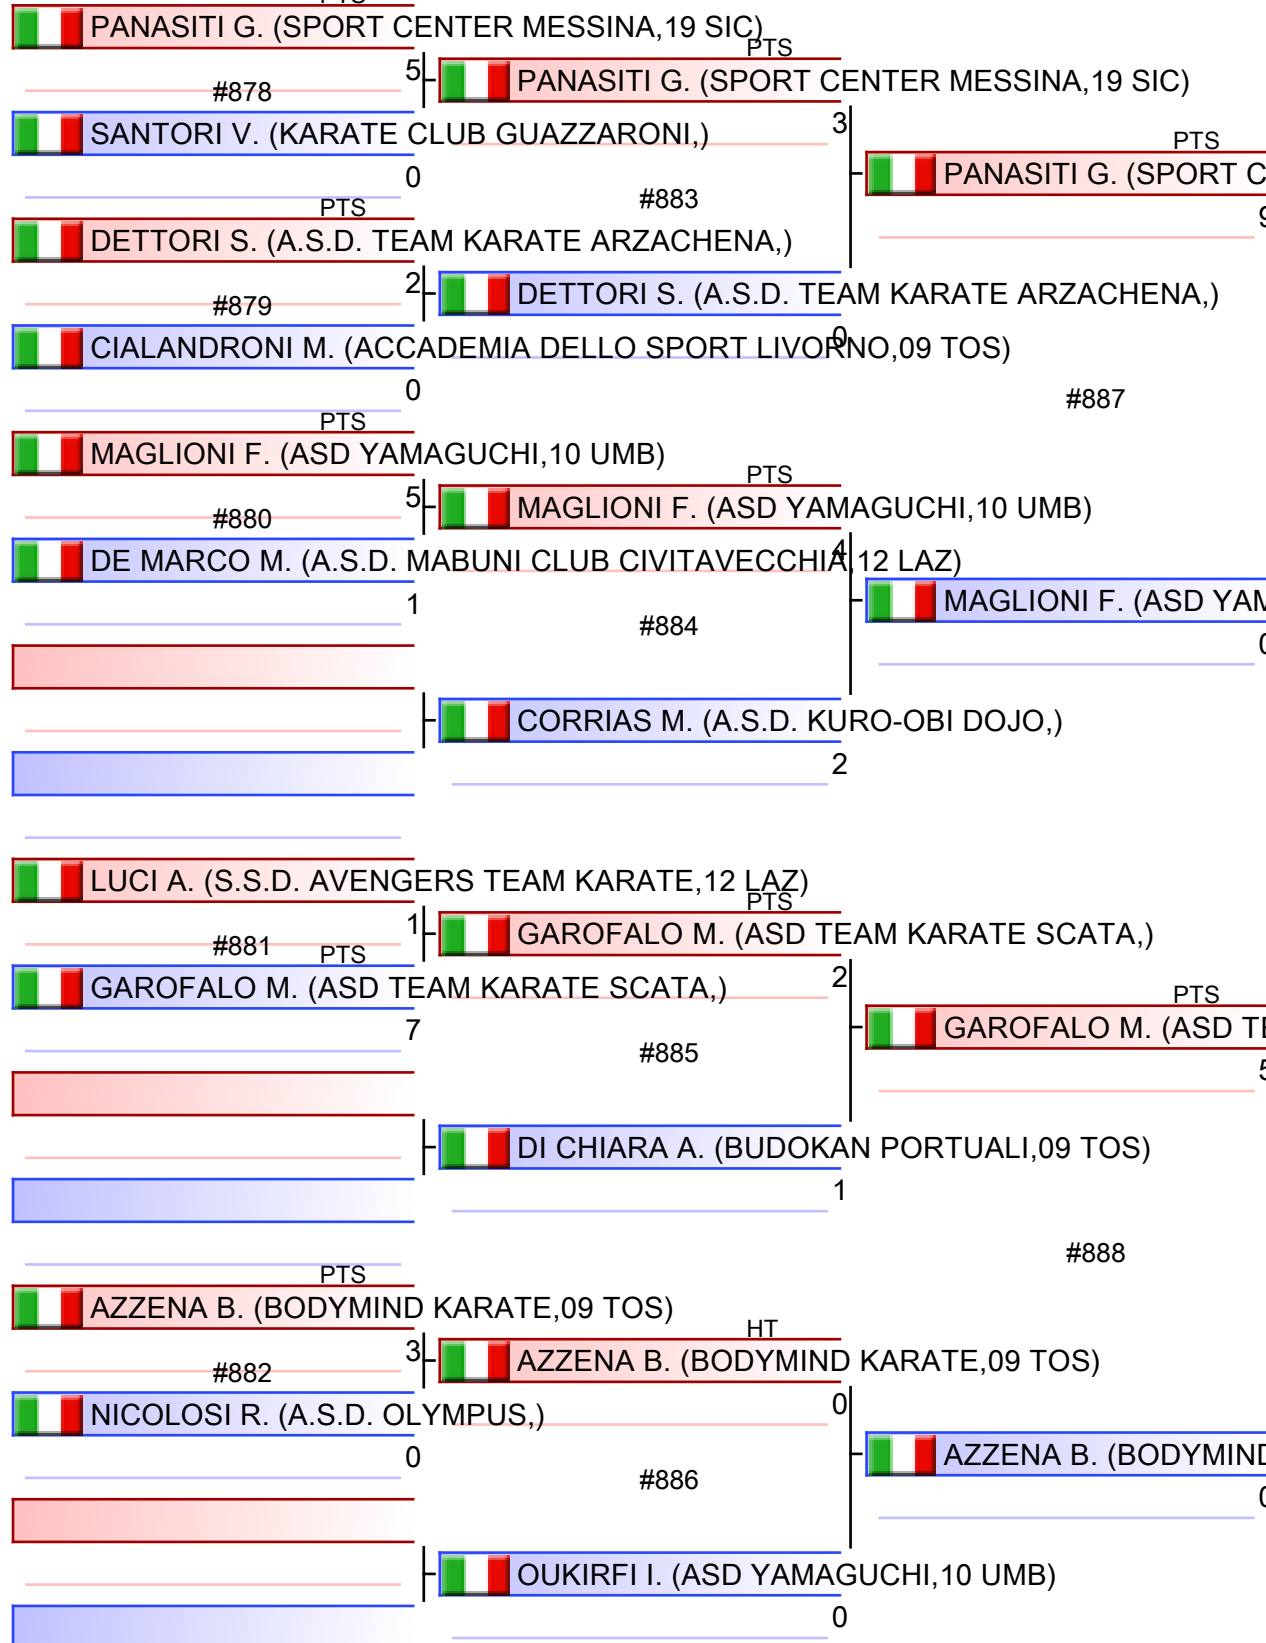 PANASITI G. (SPORT CENTER MESSINA,19 SIC)
PTS
5
PANASITI G. (SPORT CENTER MESSINA,19 SIC)
#878
3
SANTORI V. (KARATE CLUB GUAZZARONI,)
PTS
0
PANASITI G. (SPORT C
#883
PTS
9
DETTORI S. (A.S.D. TEAM KARATE ARZACHENA,)
2
DETTORI S. (A.S.D. TEAM KARATE ARZACHENA,)
#879
0
CIALANDRONI M. (ACCADEMIA DELLO SPORT LIVORNO,09 TOS)
0
#887
PTS
MAGLIONI F. (ASD YAMAGUCHI,10 UMB)
PTS
5
MAGLIONI F. (ASD YAMAGUCHI,10 UMB)
#880
4
DE MARCO M. (A.S.D. MABUNI CLUB CIVITAVECCHIA,12 LAZ)
1
MAGLIONI F. (ASD YAM
#884
0
CORRIAS M. (A.S.D. KURO-OBI DOJO,)
2
LUCI A. (S.S.D. AVENGERS TEAM KARATE,12 LAZ)
PTS
1
GAROFALO M. (ASD TEAM KARATE SCATA,)
#881
PTS
2
GAROFALO M. (ASD TEAM KARATE SCATA,)
PTS
7
GAROFALO M. (ASD TE
#885
5
DI CHIARA A. (BUDOKAN PORTUALI,09 TOS)
1
#888
PTS
AZZENA B. (BODYMIND KARATE,09 TOS)
HT
3
AZZENA B. (BODYMIND KARATE,09 TOS)
#882
0
NICOLOSI R. (A.S.D. OLYMPUS,)
0
AZZENA B. (BODYMIND
#886
0
OUKIRFI I. (ASD YAMAGUCHI,10 UMB)
0